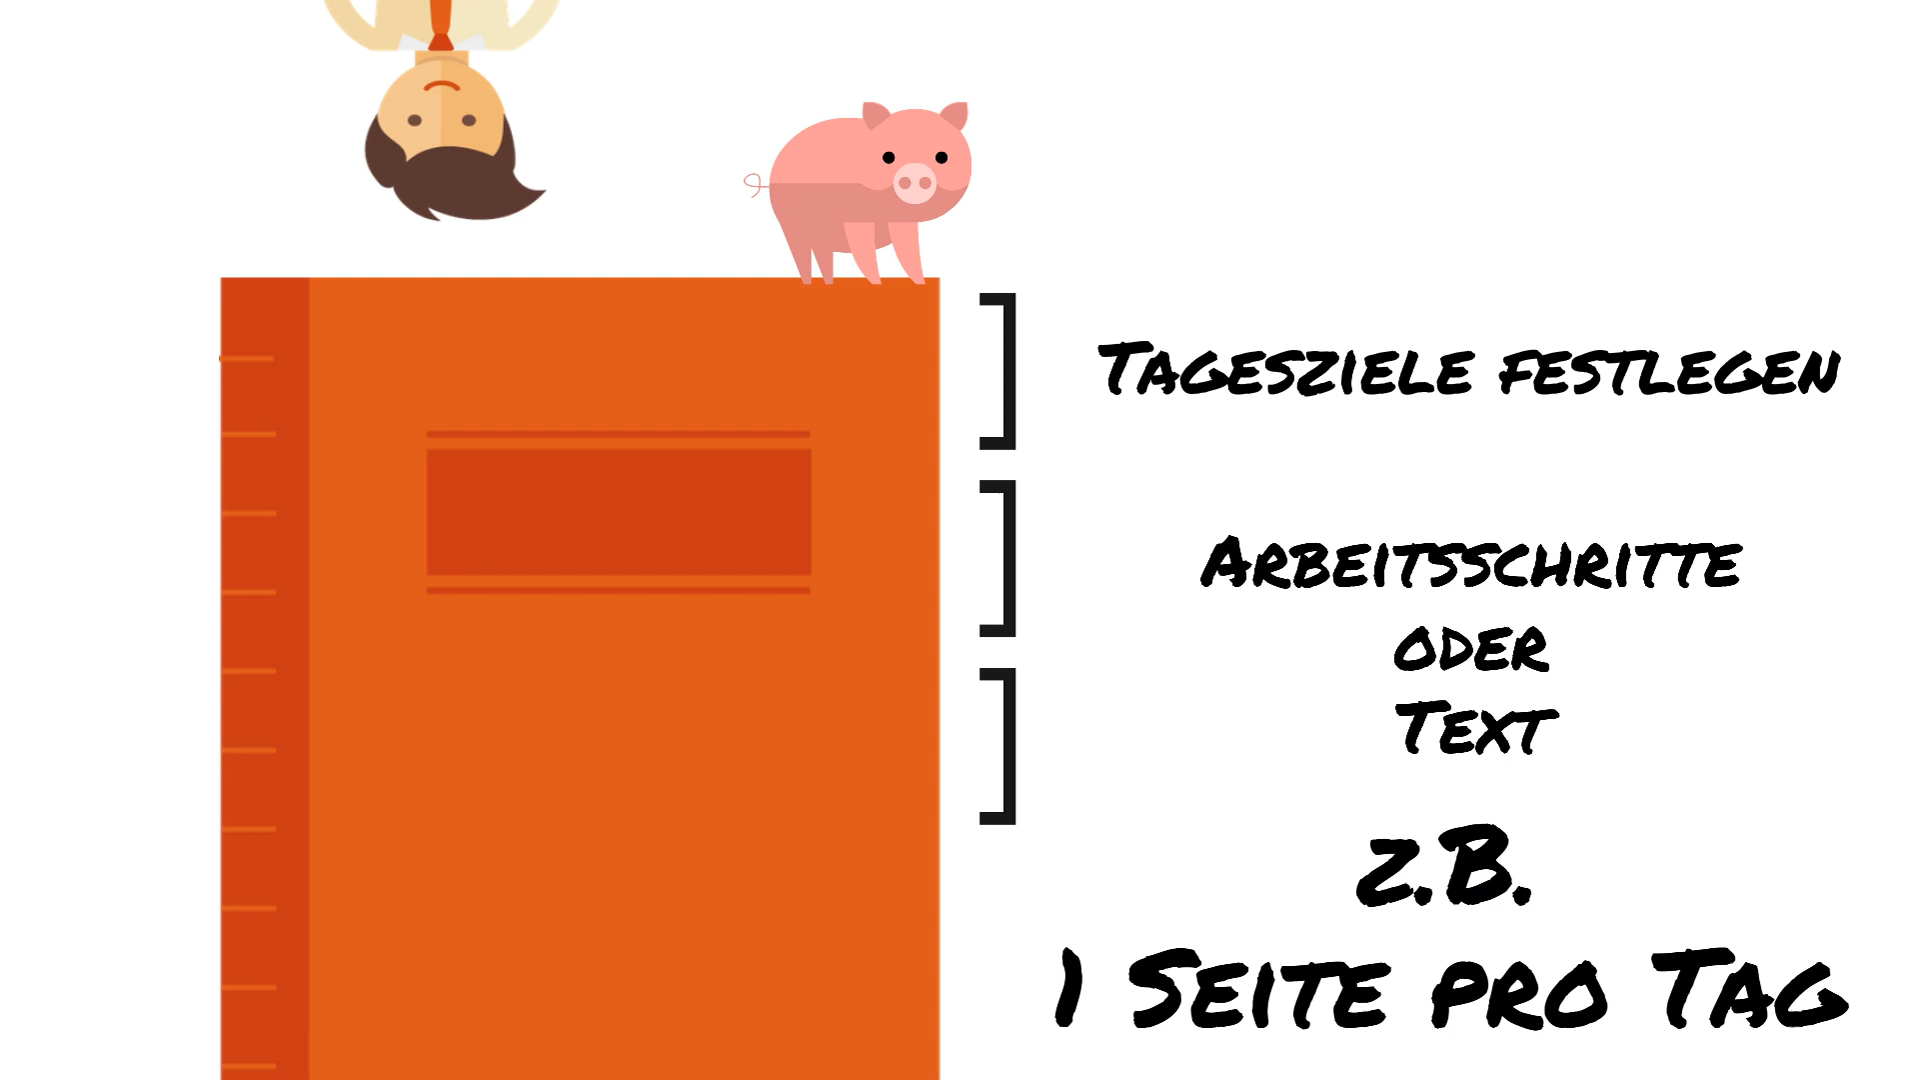 Tagesziele festlegen
Arbeitsschritte
oder
Text
z.B.
1 Seite pro Tag